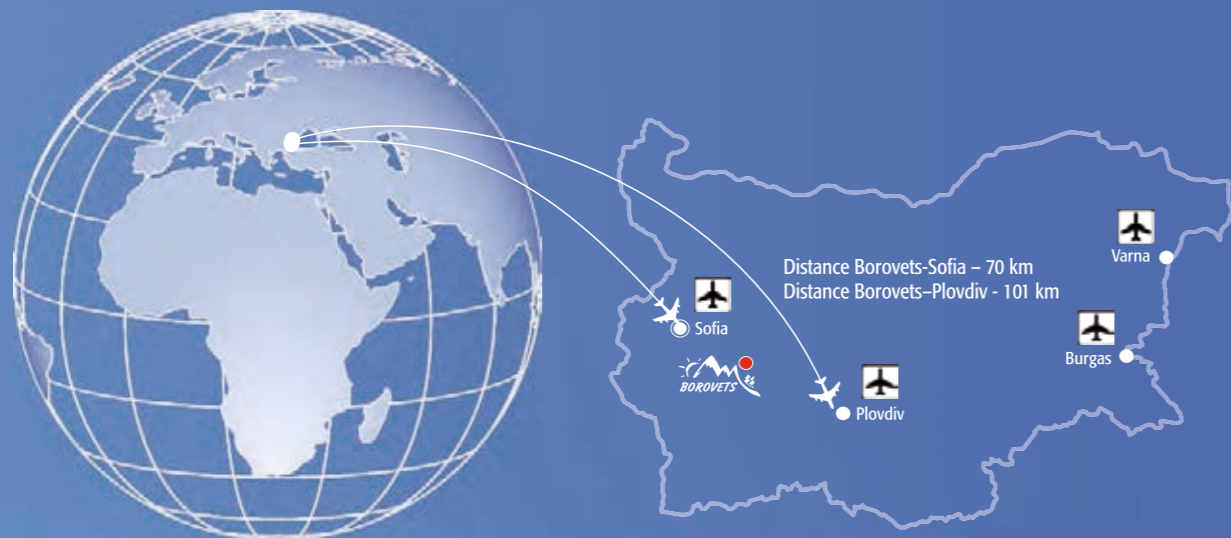 Varna
Distance Borovets-Sofia – 70 km
Distance Borovets–Plovdiv - 101 km
Sofia
Burgas
BOROVETS
Plovdiv